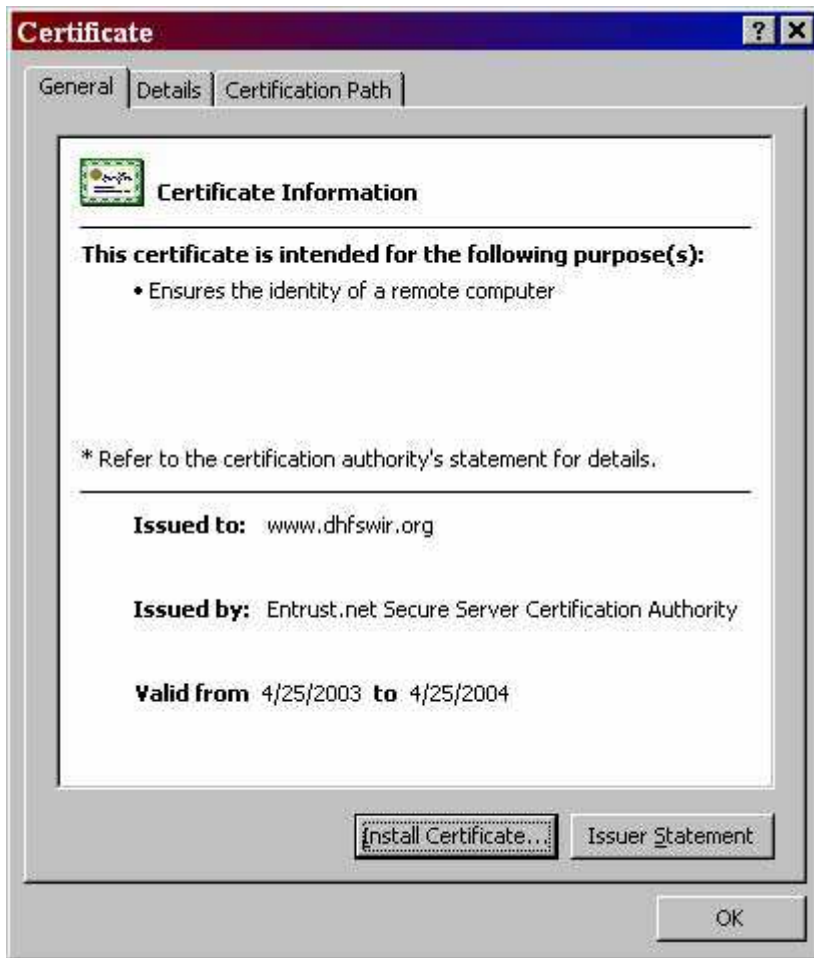 Certificate
General Details Certification Path
Certificate Information
This certificate is intended for the following purpose(s):
• Ensures the identity of a remote computer
* Refer to the certification authority's statement for details.
Issued to: www.dhfswir.org
Issued by: Entrust.net Secure Server Certification Authority
Valid from 4/25/2003 to 4/25/2004
Install Certificate... Issuer Statement
OK